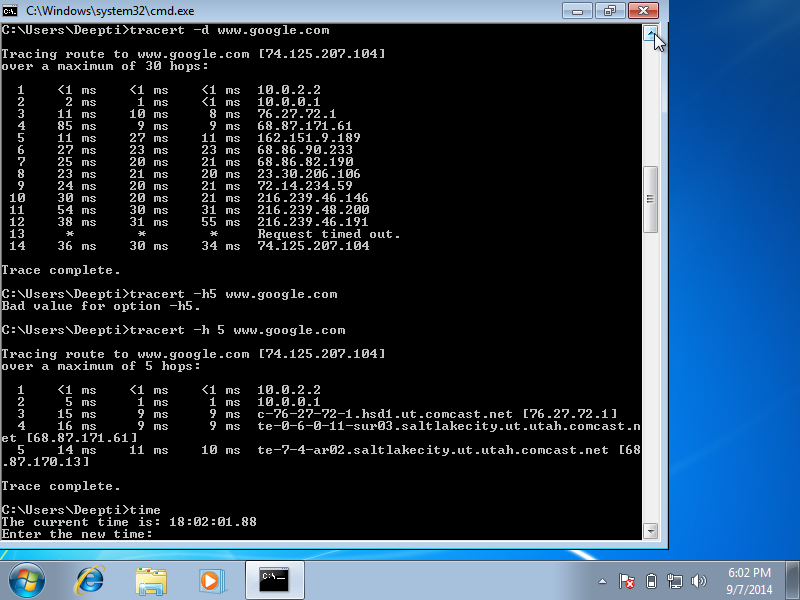 C:\Windows\system32\cmd.exe
C:\Users\Deepti>tracert -d www.google.com
Tracing route to www.google.com [74.125.207.104]
over a maximum of 30 hops:
1 <1 ms <1 ms <1 ms 10.0.2.2
2 2 ms 1 ms <1 ms 10.0.0.1
3 11 ms 10 ms 8 ms 76.27.72.1
4 85 ms 9 ms 9 ms 68.87.171.61
5 11 ms 27 ms 11 ms 162.151.9.189
6 27 ms 23 ms 23 ms 68.86.90.233
7 25 ms 20 ms 21 ms 68.86.82.190
8 23 ms 21 ms 20 ms 23.30.206.106
9 24 ms 20 ms 21 ms 72.14.234.59
10 30 ms 20 ms 21 ms 216.239.46.146
11 54 ms 30 ms 31 ms 216.239.48.200
12 38 ms 31 ms 55 ms 216.239.46.191
13 * * * Request timed out.
14 36 ms 30 ms 34 ms 74.125.207.104
Trace complete.
C:\Users\Deepti>tracert -h5 www.google.com
Bad value for option -h5.
C:\Users\Deepti>tracert -h 5 www.google.com
Tracing route to www.google.com [74.125.207.104]
over a maximum of 5 hops:
1 <1 ms <1 ms <1 ms 10.0.2.2
2 5 ms 1 ms 1 ms 10.0.0.1
3 15 ms 9 ms 9 ms c-76-27-72-1.hsd1.ut.comcast.net [76.27.72.1]
4 16 ms 9 ms 9 ms te-0-6-0-11-sur03.saltlakecity.ut.utah.comcast.n
et [68.87.171.61]
5 14 ms 11 ms 10 ms te-7-4-ar02.saltlakecity.ut.utah.comcast.net [68
.87.170.13]
Trace complete.
C:\Users\Deepti>time
The current time is: 18:02:01.88
Enter the new time:
6:02 PM
9/7/2014